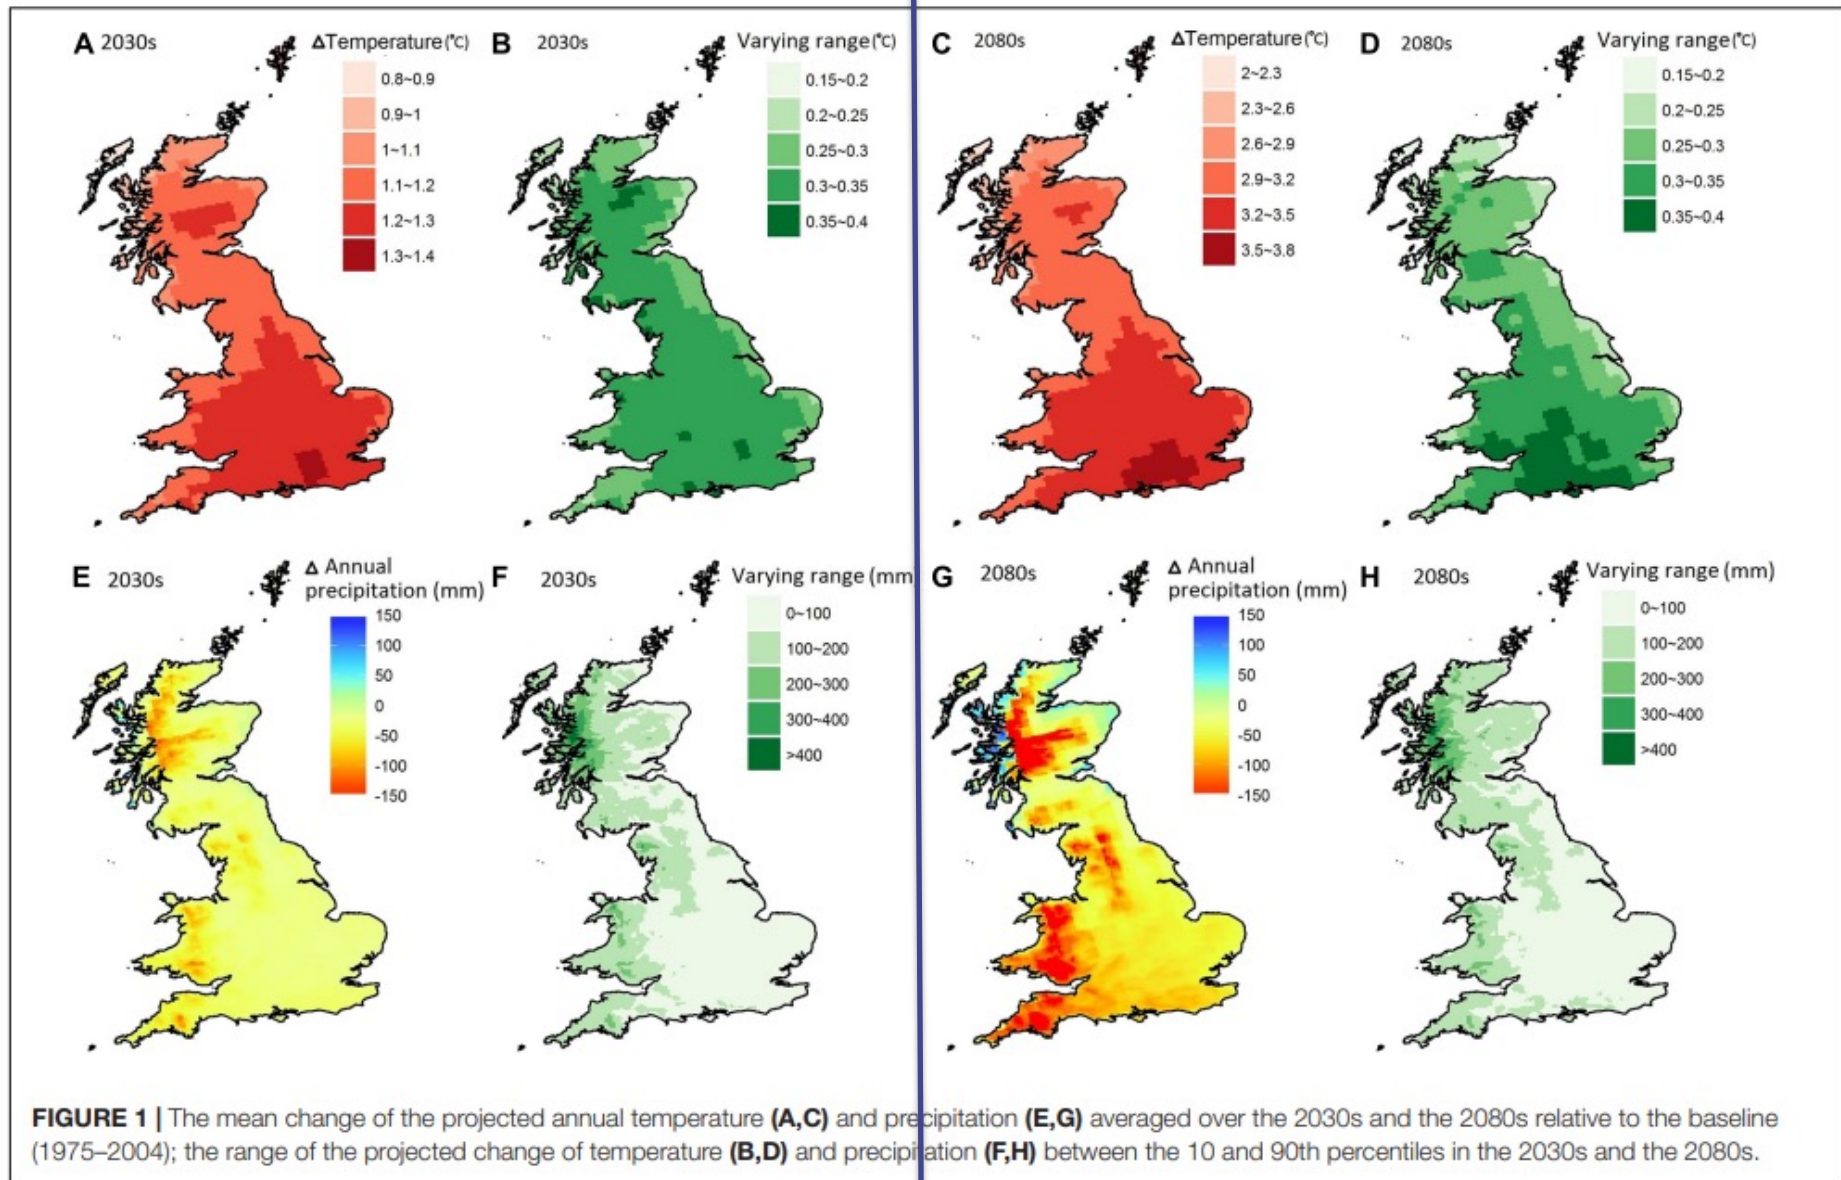 A 2030s
ΔTemperature(℃)
0.8~0.9
0.9~1
1~1.1
1.1~1.2
1.2~1.3
1.3~1.4
B 2030s
Varying range(℃)
0.15~0.2
0.2~0.25
0.25~0.3
0.3~0.35
0.35~0.4
C 2080s
ΔTemperature(℃)
2~2.3
2.3~2.6
2.6~2.9
2.9~3.2
3.2~3.5
3.5~3.8
D 2080s
Varying range(℃)
0.15~0.2
0.2~0.25
0.25~0.3
0.3~0.35
0.35~0.4
E 2030s
Δ Annual
precipitation (mm)
150
100
50
0
-50
-100
-150
F 2030s
Varying range (mm)
0~100
100~200
200~300
300~400
>400
G 2080s
Δ Annual
precipitation (mm)
150
100
50
0
-50
-100
-150
H 2080s
Varying range (mm)
0~100
100~200
200~300
300~400
>400
FIGURE 1 | The mean change of the projected annual temperature (A,C) and precipitation (E,G) averaged over the 2030s and the 2080s relative to the baseline
(1975–2004); the range of the projected change of temperature (B,D) and precipitation (F,H) between the 10 and 90th percentiles in the 2030s and the 2080s.